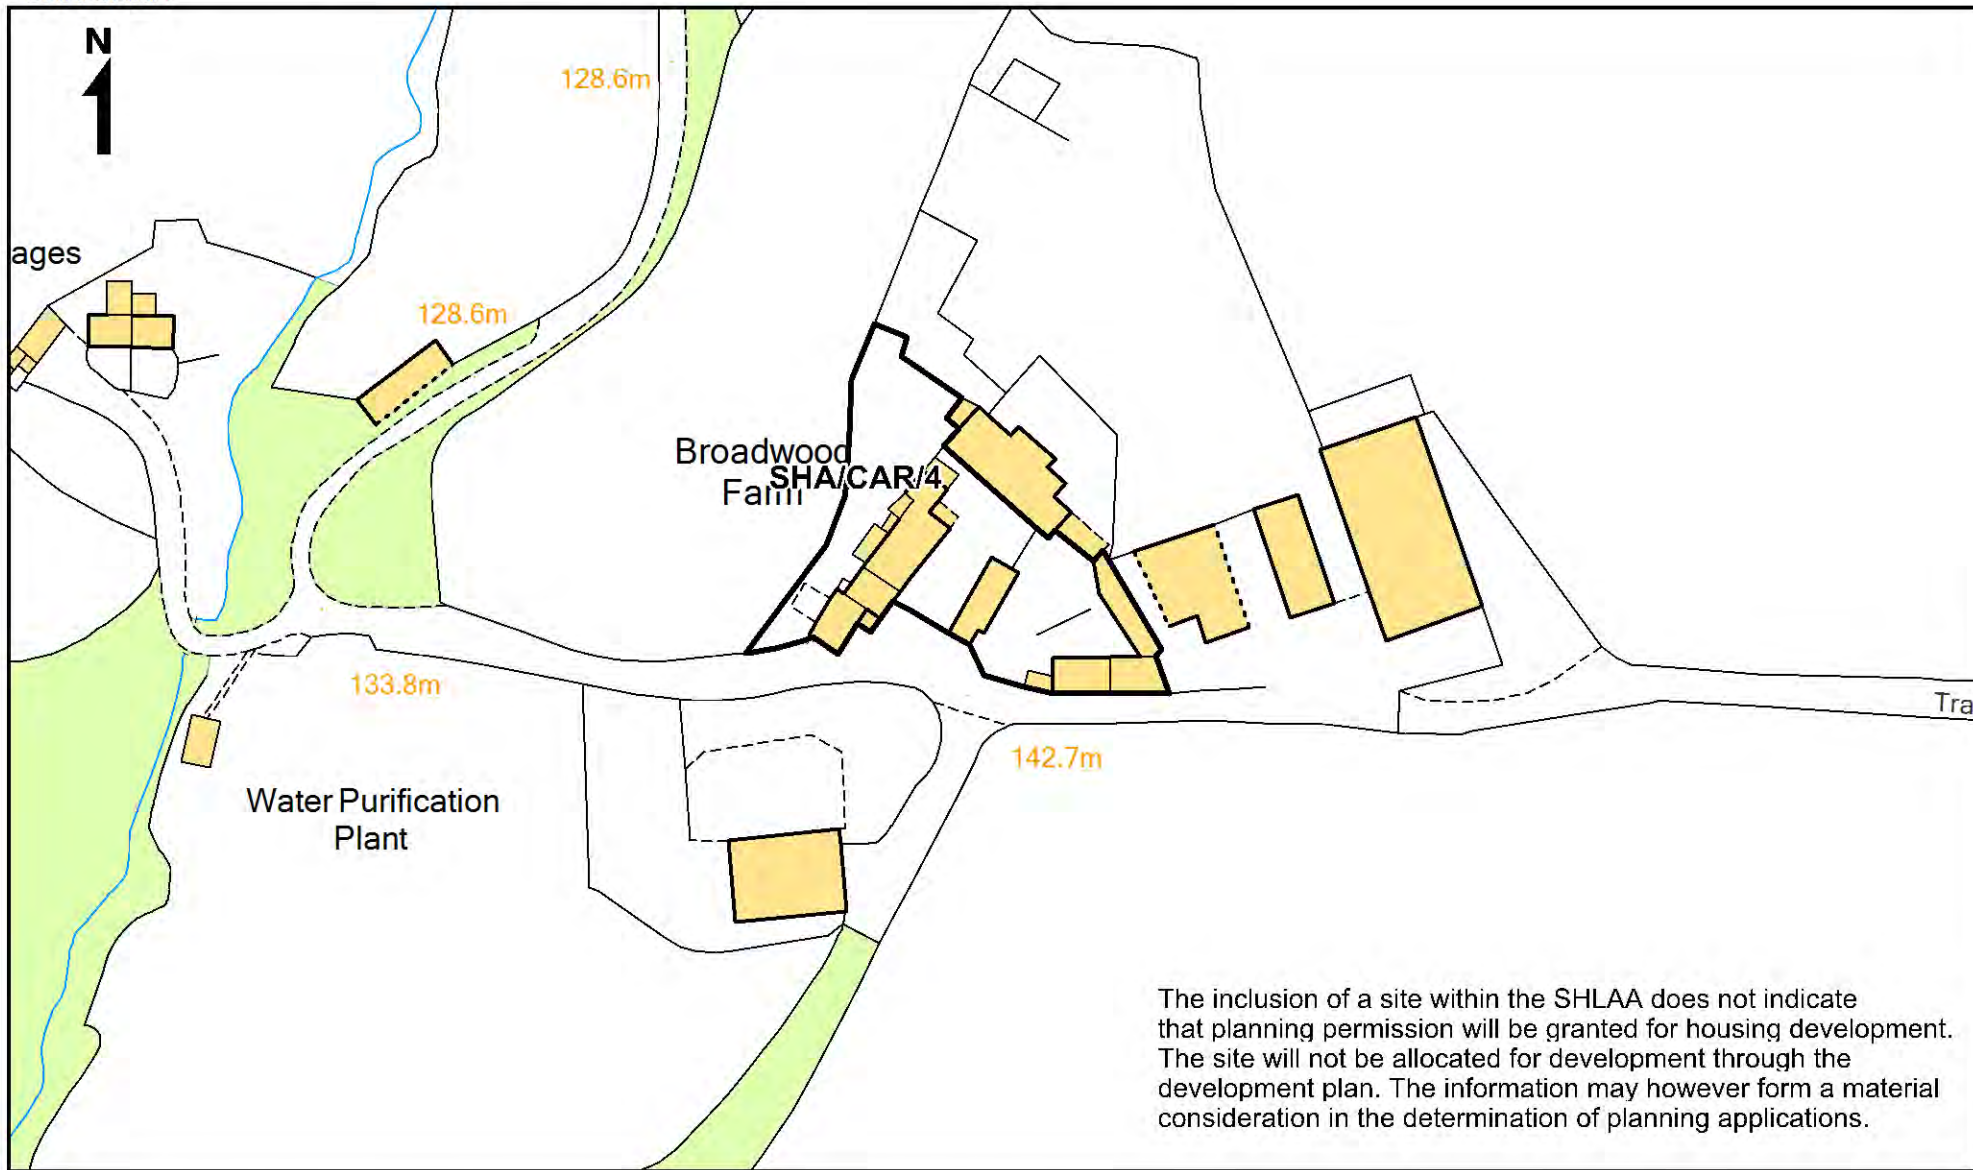 N
128.6m
ages
128.6m
Broadwood
Farm
SHA/CAR/4
133.8m
Tra
142.7m
Water Purification
Plant
The inclusion of a site within the SHLAA does not indicate
that planning permission will be granted for housing development.
The site will not be allocated for development through the
development plan. The information may however form a material
consideration in the determination of planning applications.